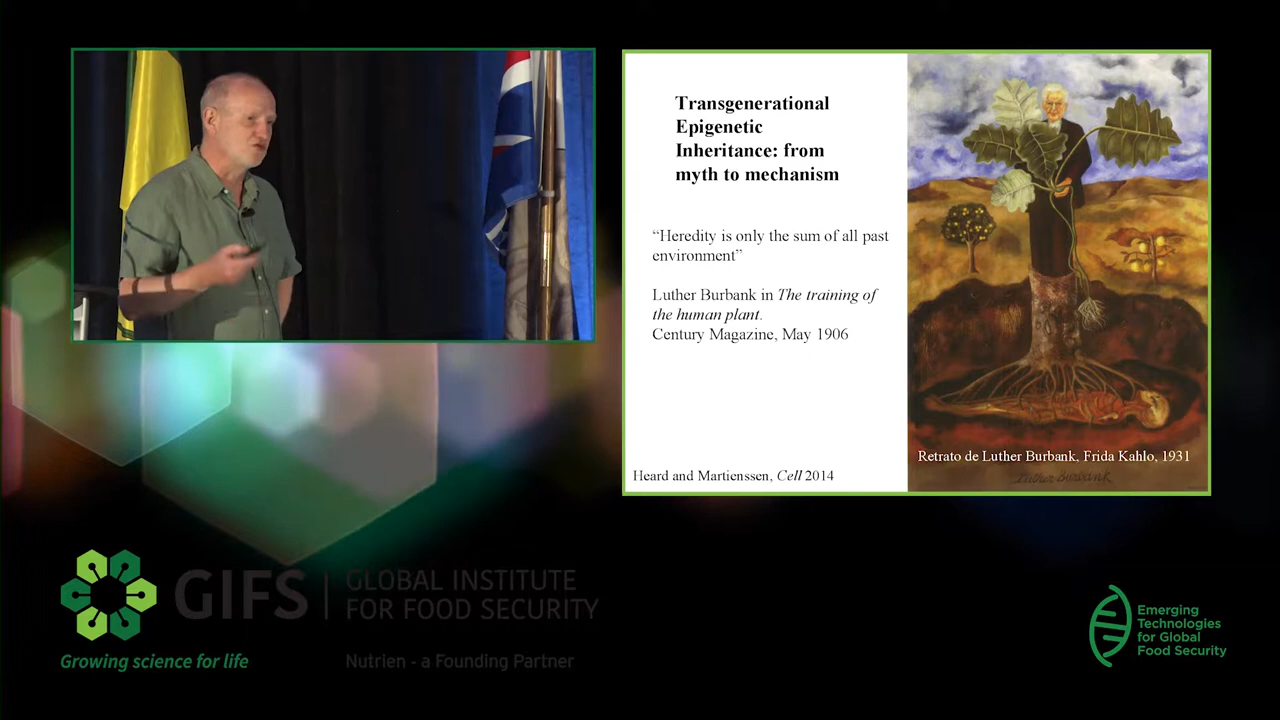 Transgenerational
Epigenetic
Inheritance: from
myth to mechanism
“Heredity is only the sum of all past
environment”
Luther Burbank in The training of
the human plant.
Century Magazine, May 1906
Heard and Martienssen, Cell 2014
Retrato de Luther Burbank, Frida Kahlo, 1931
Luther Burbank
GIFS
GLOBAL INSTITUTE
FOR FOOD SECURITY
Growing science for life
Nutrien - a Founding Partner
Emerging
Technologies
for Global
Food Security